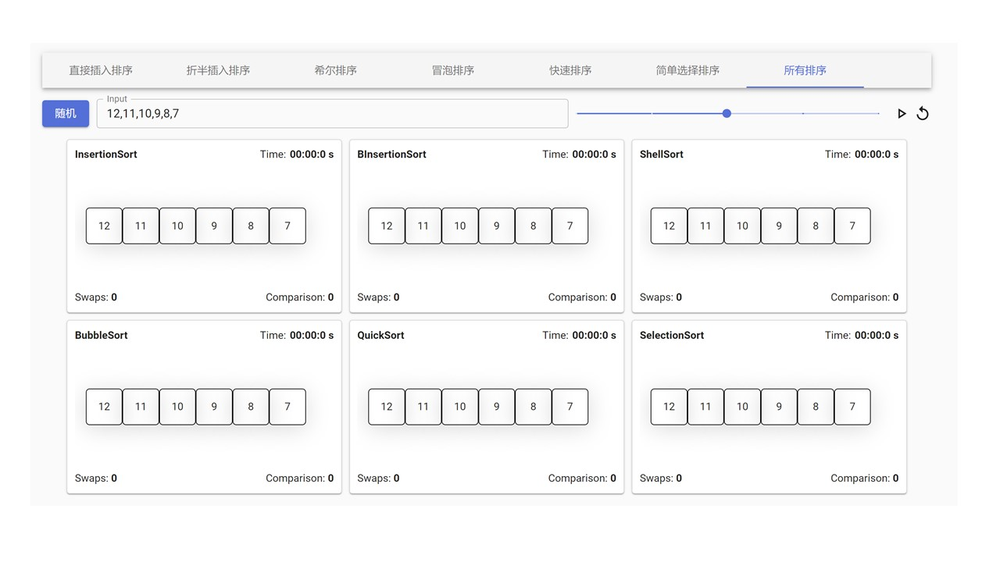 直接插入排序 折半插入排序 希尔排序 冒泡排序 快速排序 简单选择排序 所有排序
随机 Input 12,11,10,9,8,7
InsertionSort Time: 00:00:0 s
12 11 10 9 8 7
Swaps: 0 Comparison: 0
BInsertionSort Time: 00:00:0 s
12 11 10 9 8 7
Swaps: 0 Comparison: 0
ShellSort Time: 00:00:0 s
12 11 10 9 8 7
Swaps: 0 Comparison: 0
BubbleSort Time: 00:00:0 s
12 11 10 9 8 7
Swaps: 0 Comparison: 0
QuickSort Time: 00:00:0 s
12 11 10 9 8 7
Swaps: 0 Comparison: 0
SelectionSort Time: 00:00:0 s
12 11 10 9 8 7
Swaps: 0 Comparison: 0